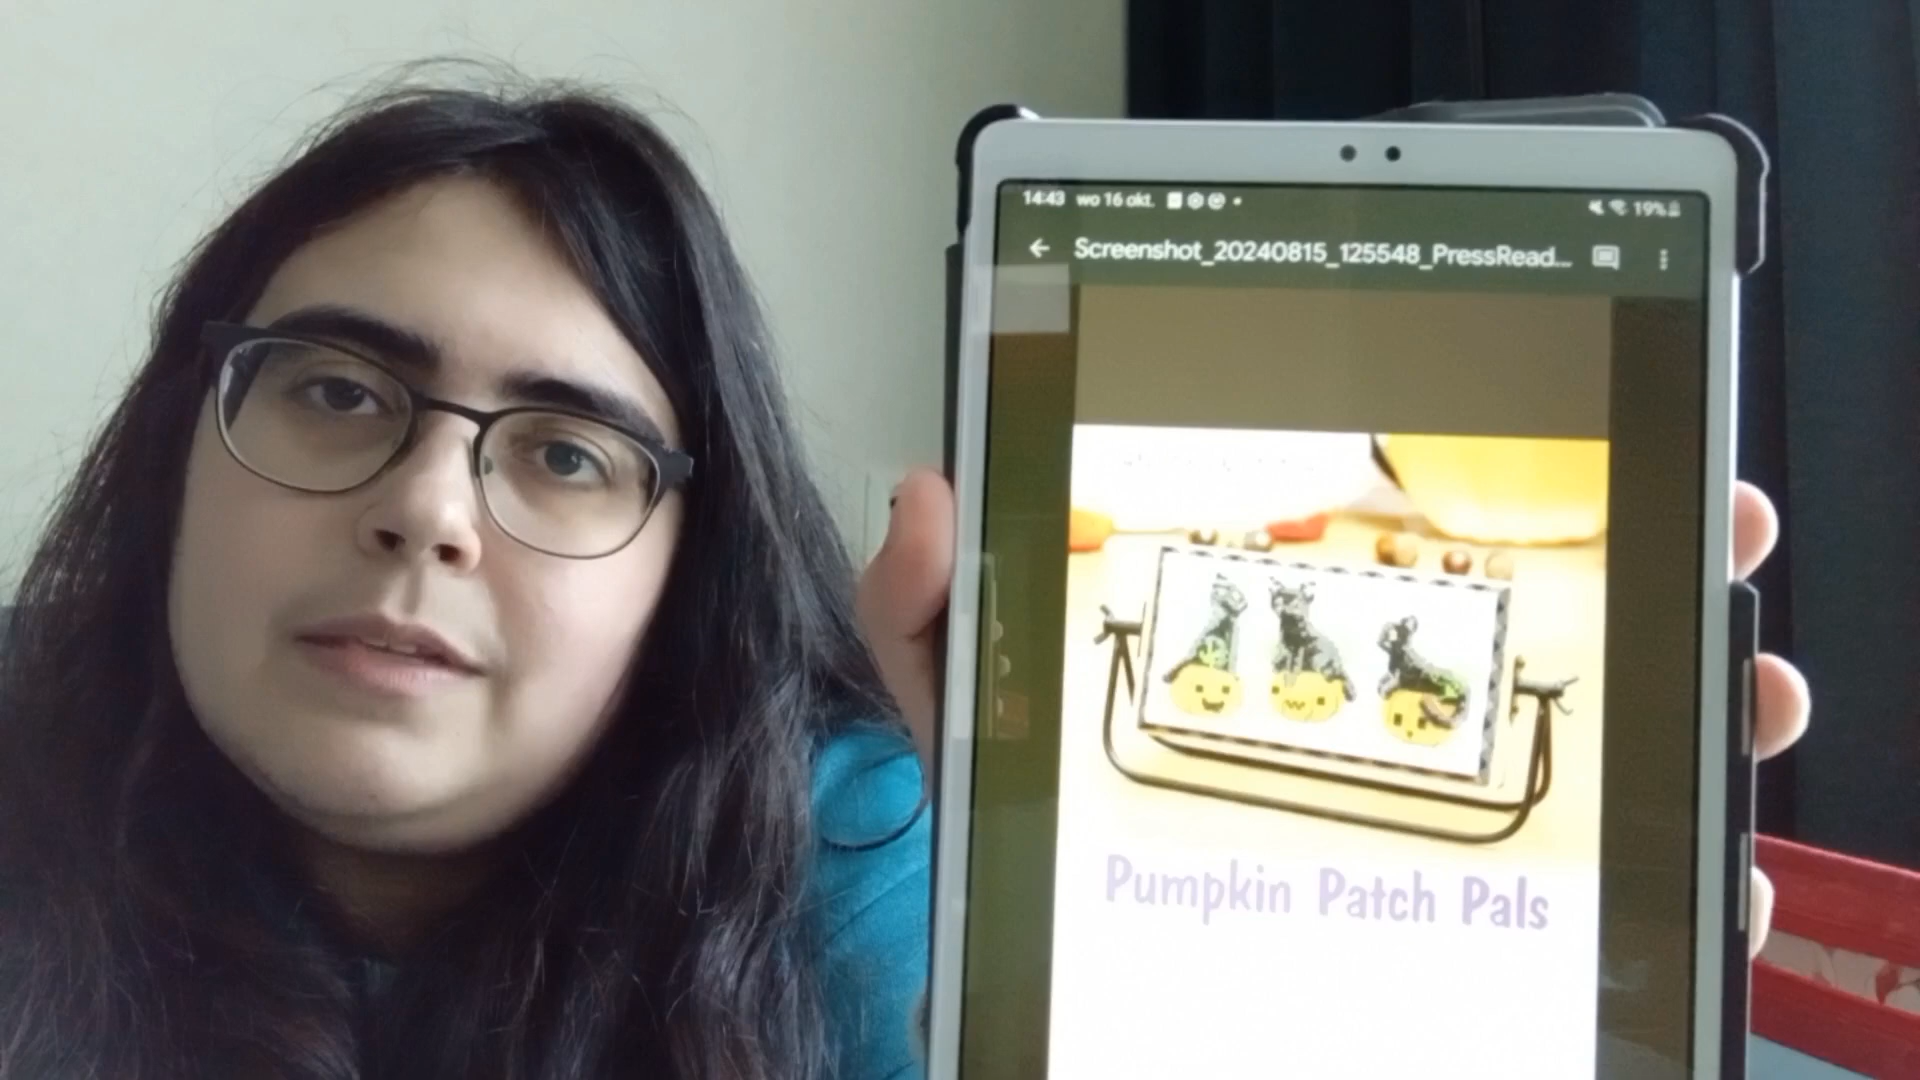 14:43 wo 16 okt. 19%
Screenshot_20240815_125548_PressRead...
Pumpkin Patch Pals